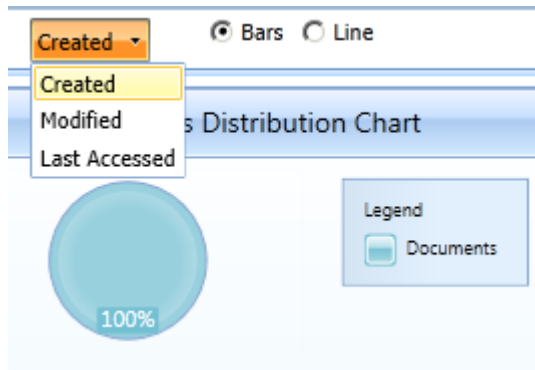 Created
Bars
Line
Created
Modified
Last Accessed
s Distribution Chart
Legend
Documents
100%